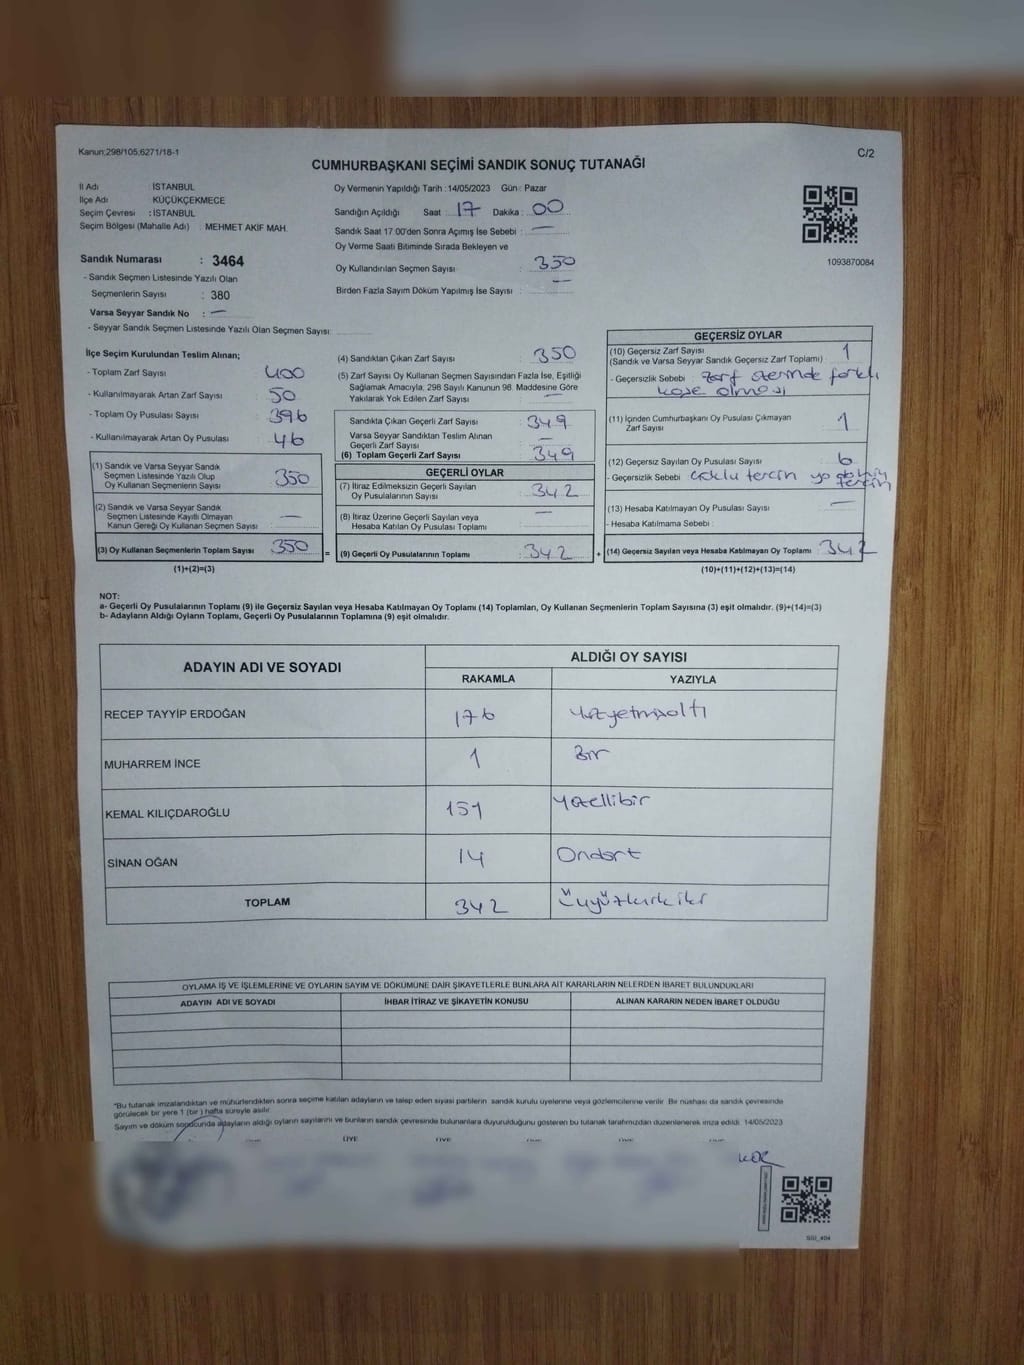 Kanun:298/105;6271/18-1
C/2
CUMHURBAŞKANI SEÇİMİ SANDIK SONUÇ TUTANAĞI
İl Adı : İSTANBUL
İlçe Adı : KÜÇÜKÇEKMECE
Seçim Çevresi : İSTANBUL
Seçim Bölgesi (Mahalle Adı) : MEHMET AKİF MAH.
Sandık Numarası : 3464
- Sandık Seçmen Listesinde Yazılı Olan
Seçmenlerin Sayısı : 380
Varsa Seyyar Sandık No : —
- Seyyar Sandık Seçmen Listesinde Yazılı Olan Seçmen Sayısı:
Oy Vermenin Yapıldığı Tarih : 14/05/2023 Gün : Pazar
Sandığın Açıldığı Saat : 17 Dakika : 00
Sandık Saat 17.00'den Sonra Açımış İse Sebebi : —
Oy Verme Saati Bitiminde Sırada Bekleyen ve
Oy Kullandırılan Seçmen Sayısı : 350
Birden Fazla Sayım Döküm Yapılmış İse Sayısı : —
1093870084
İlçe Seçim Kurulundan Teslim Alınan;
- Toplam Zarf Sayısı : 400
- Kullanılmayarak Artan Zarf Sayısı : 50
- Toplam Oy Pusulası Sayısı : 396
- Kullanılmayarak Artan Oy Pusulası : 46
(1) Sandık ve Varsa Seyyar Sandık
Seçmen Listesinde Yazılı Olup
Oy Kullanan Seçmenlerin Sayısı : 350
(2) Sandık ve Varsa Seyyar Sandık
Seçmen Listesinde Kayıtlı Olmayan
Kanun Gereği Oy Kullanan Seçmen Sayısı : —
(3) Oy Kullanan Seçmenlerin Toplam Sayısı : 350
(1)+(2)=(3)
(4) Sandıktan Çıkan Zarf Sayısı : 350
(5) Zarf Sayısı Oy Kullanan Seçmen Sayısından Fazla İse, Eşitliği
Sağlamak Amacıyla, 298 Sayılı Kanunun 98. Maddesine Göre
Yakılarak Yok Edilen Zarf Sayısı : —
Sandıkta Çıkan Geçerli Zarf Sayısı : 349
Varsa Seyyar Sandıktan Teslim Alınan
Geçerli Zarf Sayısı : —
(6) Toplam Geçerli Zarf Sayısı : 349
GEÇERLİ OYLAR
(7) İtiraz Edilmeksizin Geçerli Sayılan
Oy Pusulalarının Sayısı : 342
(8) İtiraz Üzerine Geçerli Sayılan veya
Hesaba Katılan Oy Pusulası Toplamı : —
= (9) Geçerli Oy Pusulalarının Toplamı : 342 +
GEÇERSİZ OYLAR
(10) Geçersiz Zarf Sayısı
(Sandık ve Varsa Seyyar Sandık Geçersiz Zarf Toplamı) : 1
- Geçersizlik Sebebi : zarf üzerinde farklı
kaşe olması
(11) İçinden Cumhurbaşkanı Oy Pusulası Çıkmayan
Zarf Sayısı : 1
(12) Geçersiz Sayılan Oy Pusulası Sayısı : 6
- Geçersizlik Sebebi : çoklu tercih
tercih
(13) Hesaba Katılmayan Oy Pusulası Sayısı : —
- Hesaba Katılmama Sebebi :
(14) Geçersiz Sayılan veya Hesaba Katılmayan Oy Toplamı : 342
(10)+(11)+(12)+(13)=(14)
NOT:
a- Geçerli Oy Pusulalarının Toplamı (9) ile Geçersiz Sayılan veya Hesaba Katılmayan Oy Toplamı (14) Toplamları, Oy Kullanan Seçmenlerin Toplam Sayısına (3) eşit olmalıdır. (9)+(14)=(3)
b- Adayların Aldığı Oyların Toplamı, Geçerli Oy Pusulalarının Toplamına (9) eşit olmalıdır.
ADAYIN ADI VE SOYADI
ALDIĞI OY SAYISI
RAKAMLA YAZIYLA
RECEP TAYYİP ERDOĞAN 176 Yüzyetmişaltı
MUHARREM İNCE 1 Bir
KEMAL KILIÇDAROĞLU 151 Yüzellibir
SİNAN OĞAN 14 Ondört
TOPLAM 342 Üçyüzkırkiki
OYLAMA İŞ VE İŞLEMLERİNE VE OYLARIN SAYIM VE DÖKÜMÜNE DAİR ŞİKAYETLERLE BUNLARA AİT KARARLARIN NELERDEN İBARET BULUNDUKLARI
ADAYIN ADI VE SOYADI İHBAR İTİRAZ VE ŞİKAYETİN KONUSU ALINAN KARARIN NEDEN İBARET OLDUĞU
*Bu tutanak imzalandıktan ve mühürlendikten sonra seçime katılan adayların ve talep eden siyasi partilerin sandık kurulu üyelerine veya gözlemcilerine verilir. Bir nüshası da sandık çevresinde
görülecek bir yere 1 (bir) hafta süreyle asılır.
Sayım ve döküm sonucunda adayların aldığı oyların sayılarını ve bunların sandık çevresinde bulunanlara duyurulduğunu gösteren bu tutanak tarafımızdan düzenlenerek imza edildi. 14/05/2023
ÜYE ÜYE ÜYE ÜYE ÜYE ÜYE
SSI_404